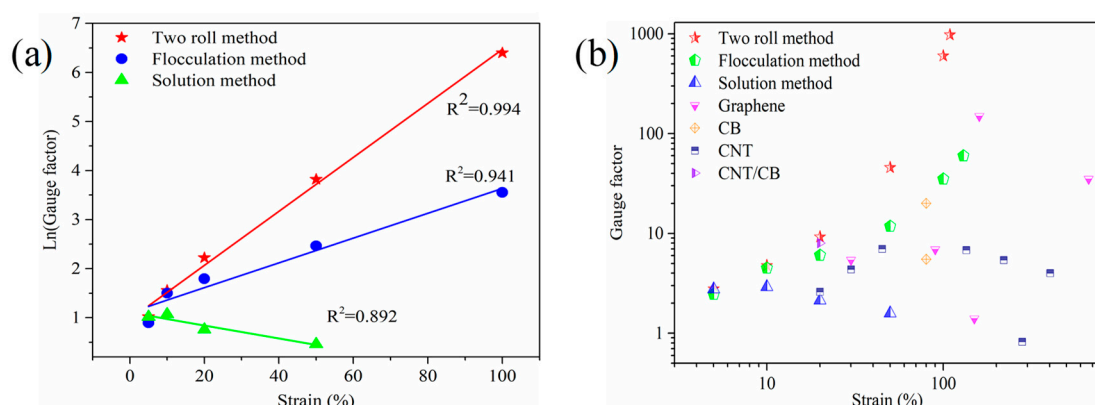 (a)
Ln(Gauge factor)
7
6
5
4
3
2
1
Two roll method
Flocculation method
Solution method
R²=0.994
R²=0.941
R²=0.892
0
20
40
60
80
100
Strain (%)
(b)
Gauge factor
1000
100
10
1
Two roll method
Flocculation method
Solution method
Graphene
CB
CNT
CNT/CB
10
100
Strain (%)